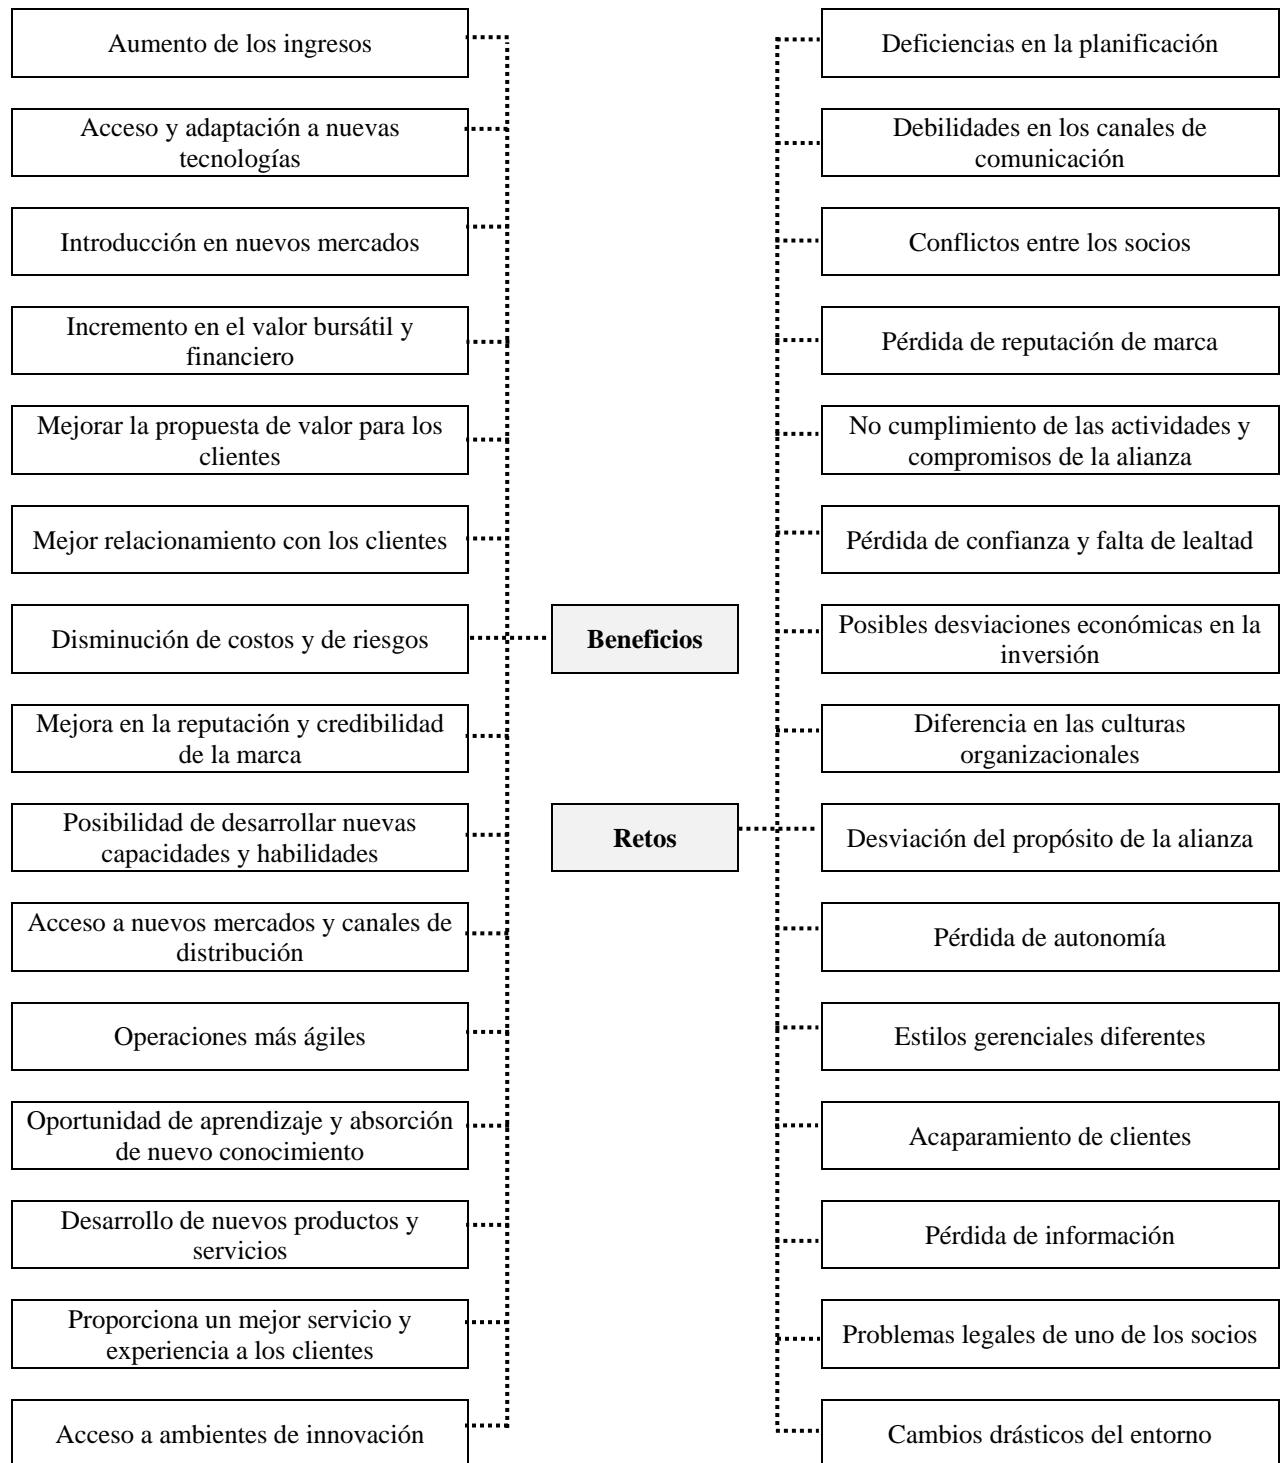 Aumento de los ingresos
Acceso y adaptación a nuevas
tecnologías
Introducción en nuevos mercados
Incremento en el valor bursátil y
financiero
Mejorar la propuesta de valor para los
clientes
Mejor relacionamiento con los clientes
Disminución de costos y de riesgos
Mejora en la reputación y credibilidad
de la marca
Posibilidad de desarrollar nuevas
capacidades y habilidades
Acceso a nuevos mercados y canales de
distribución
Operaciones más ágiles
Oportunidad de aprendizaje y absorción
de nuevo conocimiento
Desarrollo de nuevos productos y
servicios
Proporciona un mejor servicio y
experiencia a los clientes
Acceso a ambientes de innovación
Beneficios
Retos
Deficiencias en la planificación
Debilidades en los canales de
comunicación
Conflictos entre los socios
Pérdida de reputación de marca
No cumplimiento de las actividades y
compromisos de la alianza
Pérdida de confianza y falta de lealtad
Posibles desviaciones económicas en la
inversión
Diferencia en las culturas
organizacionales
Desviación del propósito de la alianza
Pérdida de autonomía
Estilos gerenciales diferentes
Acaparamiento de clientes
Pérdida de información
Problemas legales de uno de los socios
Cambios drásticos del entorno